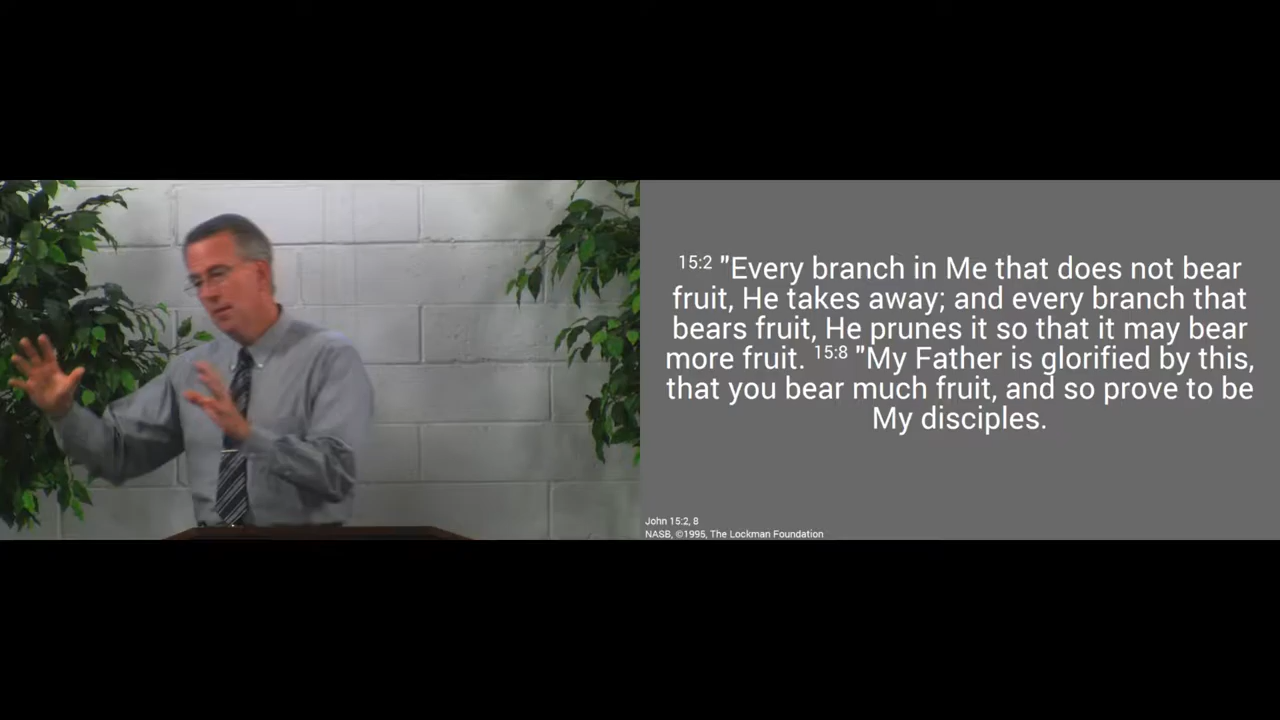 15:2 "Every branch in Me that does not bear
fruit, He takes away; and every branch that
bears fruit, He prunes it so that it may bear
more fruit. 15:8 "My Father is glorified by this,
that you bear much fruit, and so prove to be
My disciples.
John 15:2, 8
NASB, ©1995, The Lockman Foundation